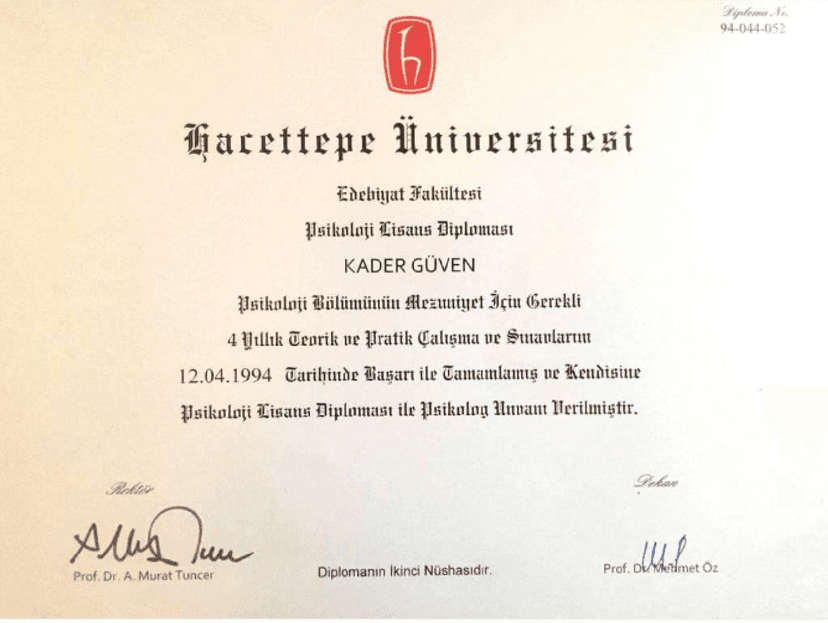 Diploma No.
94-044-052
Hacettepe Üniversitesi
Edebiyat Fakültesi
Psikoloji Lisans Diploması
KADER GÜVEN
Psikoloji Bölümünün Mezuniyet İçin Gerekli
4 Yıllık Teorik ve Pratik Çalışma ve Sınavlarını
12.04.1994 Tarihinde Başarı ile Tamamlamış ve Kendisine
Psikoloji Lisans Diploması ile Psikolog Unvanı Verilmiştir.
Rektör
Dekan
Prof. Dr. A. Murat Tuncer
Diplomanın İkinci Nüshasıdır.
Prof. Dr. Mehmet Öz